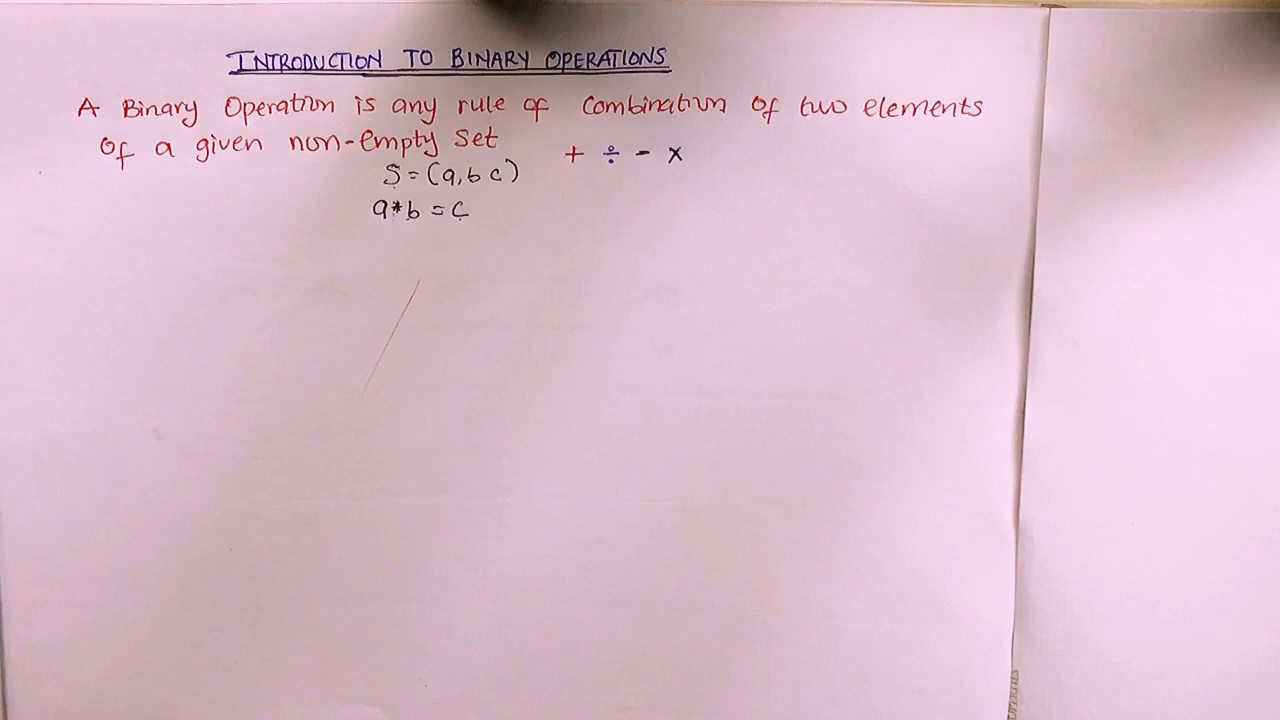 INTRODUCTION TO BINARY OPERATIONS
A Binary Operation is any rule of Combination of two elements
Of a given non-Empty Set
+ ÷ - x
S = (a, b c)
a*b = c